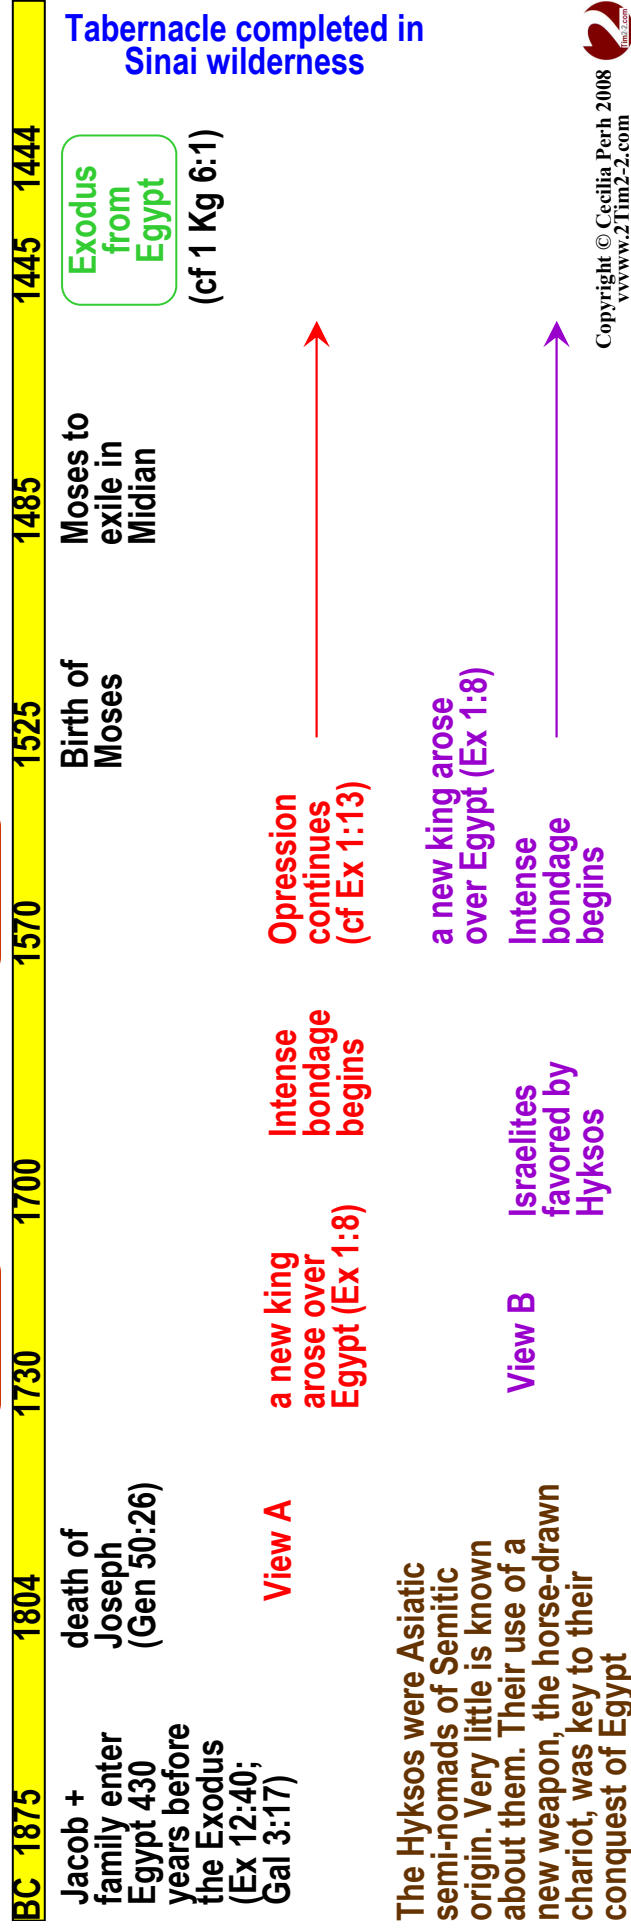 BC 1875 1804 1730 1700 1570 1525 1485 1445 1444
Jacob +
family enter
Egypt 430
years before
the Exodus
(Ex 12:40;
Gal 3:17)
death of
Joseph
(Gen 50:26)
Birth of
Moses
Moses to
exile in
Midian
Exodus
from
Egypt
(cf 1 Kg 6:1)
Tabernacle completed in
Sinai wilderness
View A
a new king
arose over
Egypt (Ex 1:8)
Intense
bondage
begins
Opression
continues
(cf Ex 1:13)
View B
Israelites
favored by
Hyksos
a new king arose
over Egypt (Ex 1:8)
Intense
bondage
begins
The Hyksos were Asiatic
semi-nomads of Semitic
origin. Very little is known
about them. Their use of a
new weapon, the horse-drawn
chariot, was key to their
conquest of Egypt
Copyright © Cecilia Perh 2008
www.2Tim2-2.com
2
Tim2-2.com